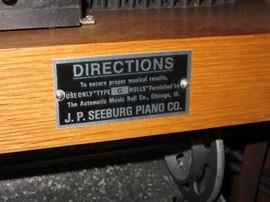 DIRECTIONS
To secure proper musical results,
USE ONLY "TYPE G ROLLS" Furnished by
The Automatic Music Roll Co., Chicago, Ill.
J. P. SEEBURG PIANO CO.